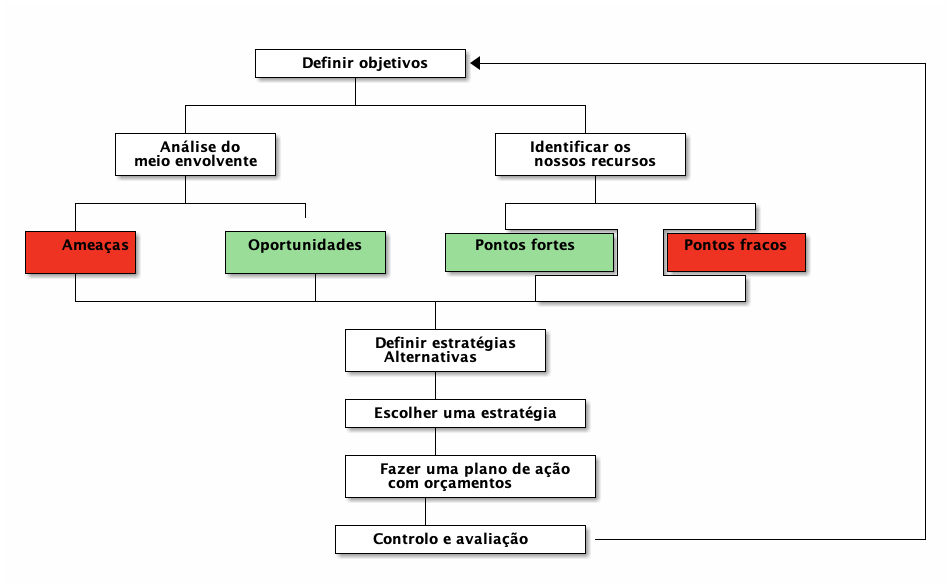 Definir objetivos
Análise do
meio envolvente
Identificar os
nossos recursos
Ameaças
Oportunidades
Pontos fortes
Pontos fracos
Definir estratégias
Alternativas
Escolher uma estratégia
Fazer uma plano de ação
com orçamentos
Controlo e avaliação